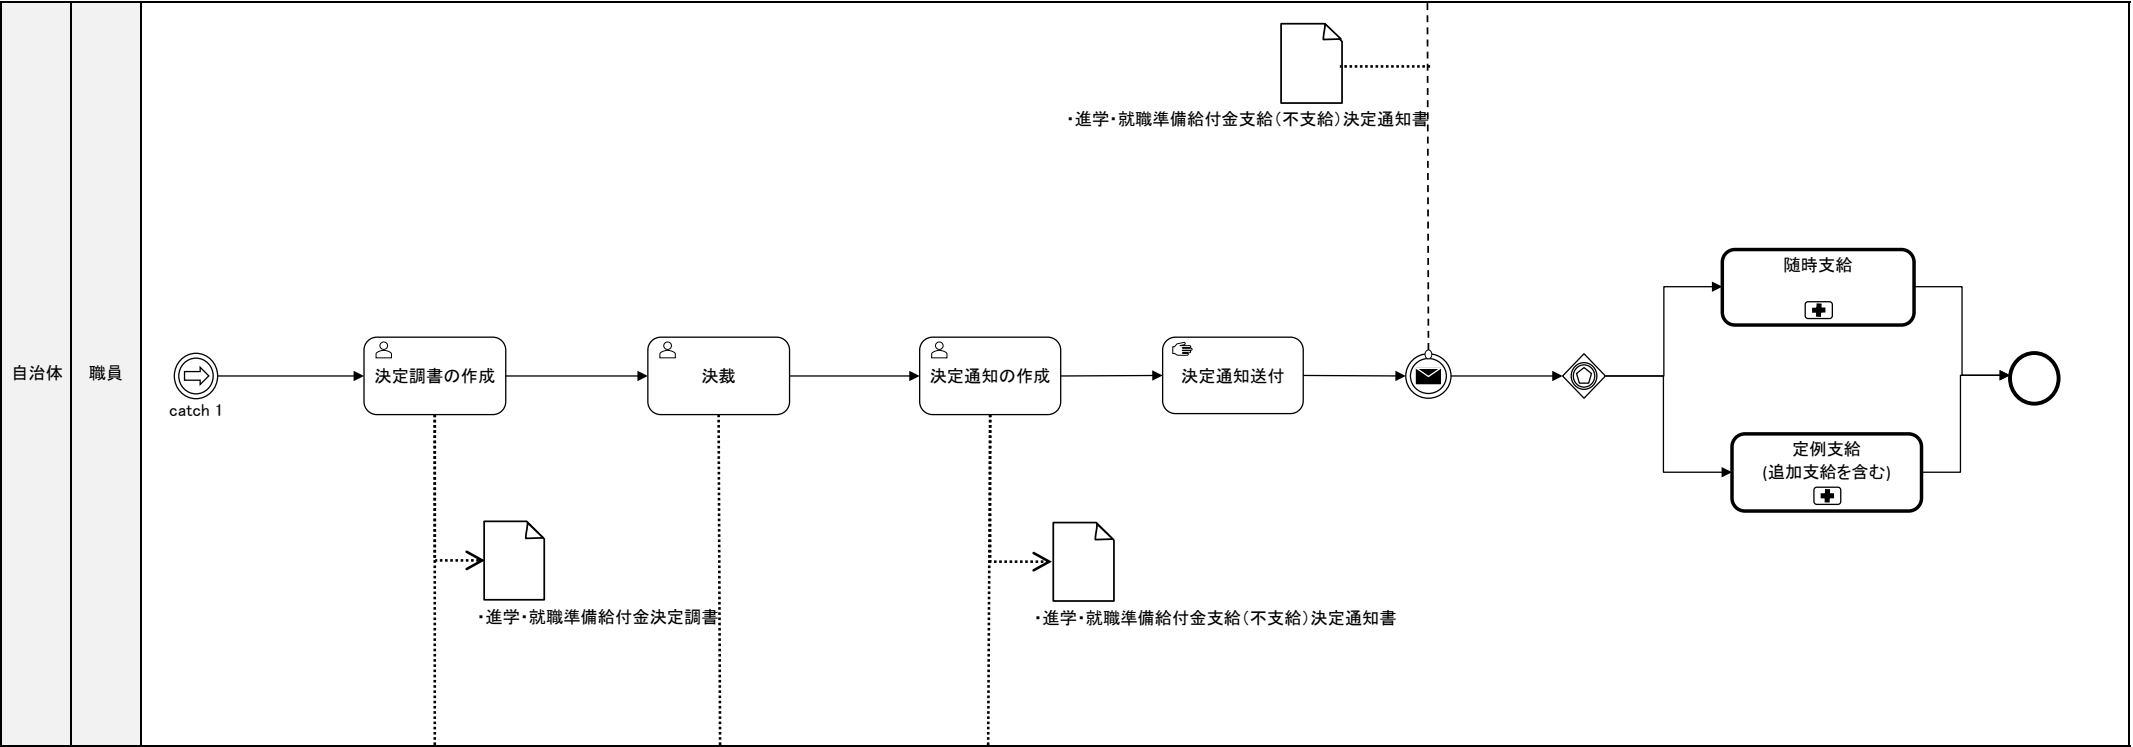 自治体
職員
catch 1
決定調書の作成
・進学・就職準備給付金決定調書
決裁
決定通知の作成
・進学・就職準備給付金支給(不支給)決定通知書
決定通知送付
・進学・就職準備給付金支給(不支給)決定通知書
随時支給
定例支給
(追加支給を含む)